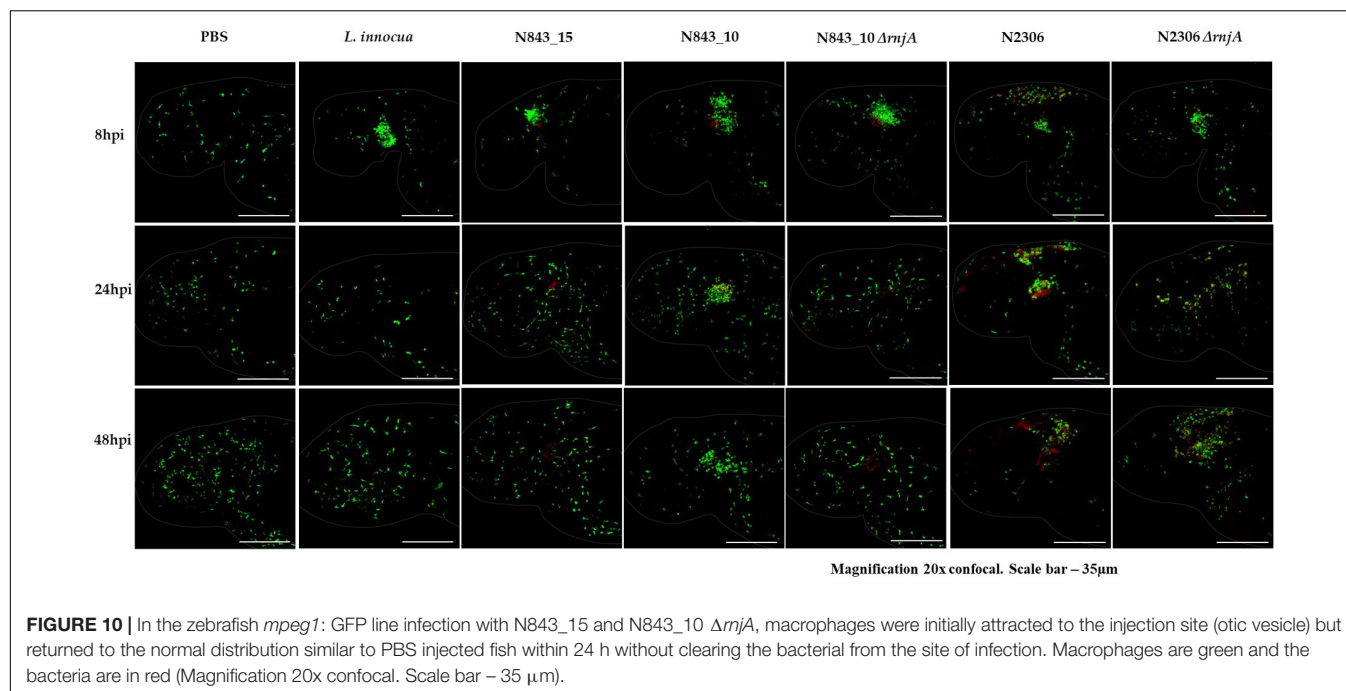 PBS L. innocua N843_15 N843_10 N843_10 ΔrnjA N2306 N2306 ΔrnjA
8hpi
24hpi
48hpi
Magnification 20x confocal. Scale bar – 35µm
FIGURE 10 | In the zebrafish mpeg1: GFP line infection with N843_15 and N843_10 ΔrnjA, macrophages were initially attracted to the injection site (otic vesicle) but
returned to the normal distribution similar to PBS injected fish within 24 h without clearing the bacterial from the site of infection. Macrophages are green and the
bacteria are in red (Magnification 20x confocal. Scale bar – 35 µm).